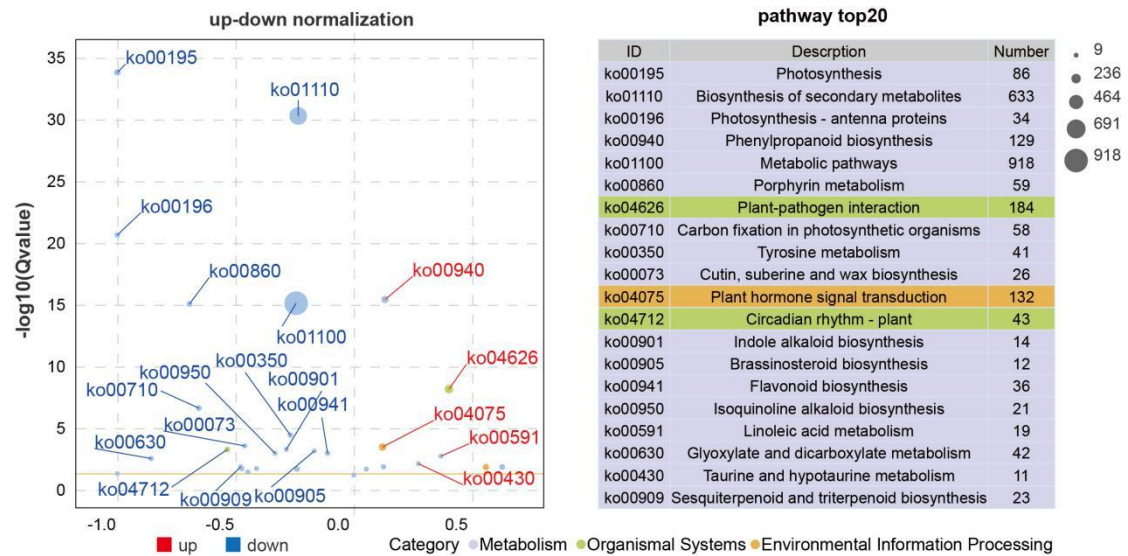 up-down normalization
-log10(Qvalue)
35
30
25
20
15
10
5
0
-1.0
-0.5
0.0
0.5
ko00195
ko01110
ko00196
ko00860
ko00940
ko01100
ko00350
ko04626
ko00950
ko00901
ko00710
ko00941
ko04075
ko00073
ko00591
ko00630
ko00430
ko04712
ko00909
ko00905
up
down
pathway top20
ID Descrption Number
ko00195 Photosynthesis 86
ko01110 Biosynthesis of secondary metabolites 633
ko00196 Photosynthesis - antenna proteins 34
ko00940 Phenylpropanoid biosynthesis 129
ko01100 Metabolic pathways 918
ko00860 Porphyrin metabolism 59
ko04626 Plant-pathogen interaction 184
ko00710 Carbon fixation in photosynthetic organisms 58
ko00350 Tyrosine metabolism 41
ko00073 Cutin, suberine and wax biosynthesis 26
ko04075 Plant hormone signal transduction 132
ko04712 Circadian rhythm - plant 43
ko00901 Indole alkaloid biosynthesis 14
ko00905 Brassinosteroid biosynthesis 12
ko00941 Flavonoid biosynthesis 36
ko00950 Isoquinoline alkaloid biosynthesis 21
ko00591 Linoleic acid metabolism 19
ko00630 Glyoxylate and dicarboxylate metabolism 42
ko00430 Taurine and hypotaurine metabolism 11
ko00909 Sesquiterpenoid and triterpenoid biosynthesis 23
9
236
464
691
918
Category Metabolism Organismal Systems Environmental Information Processing